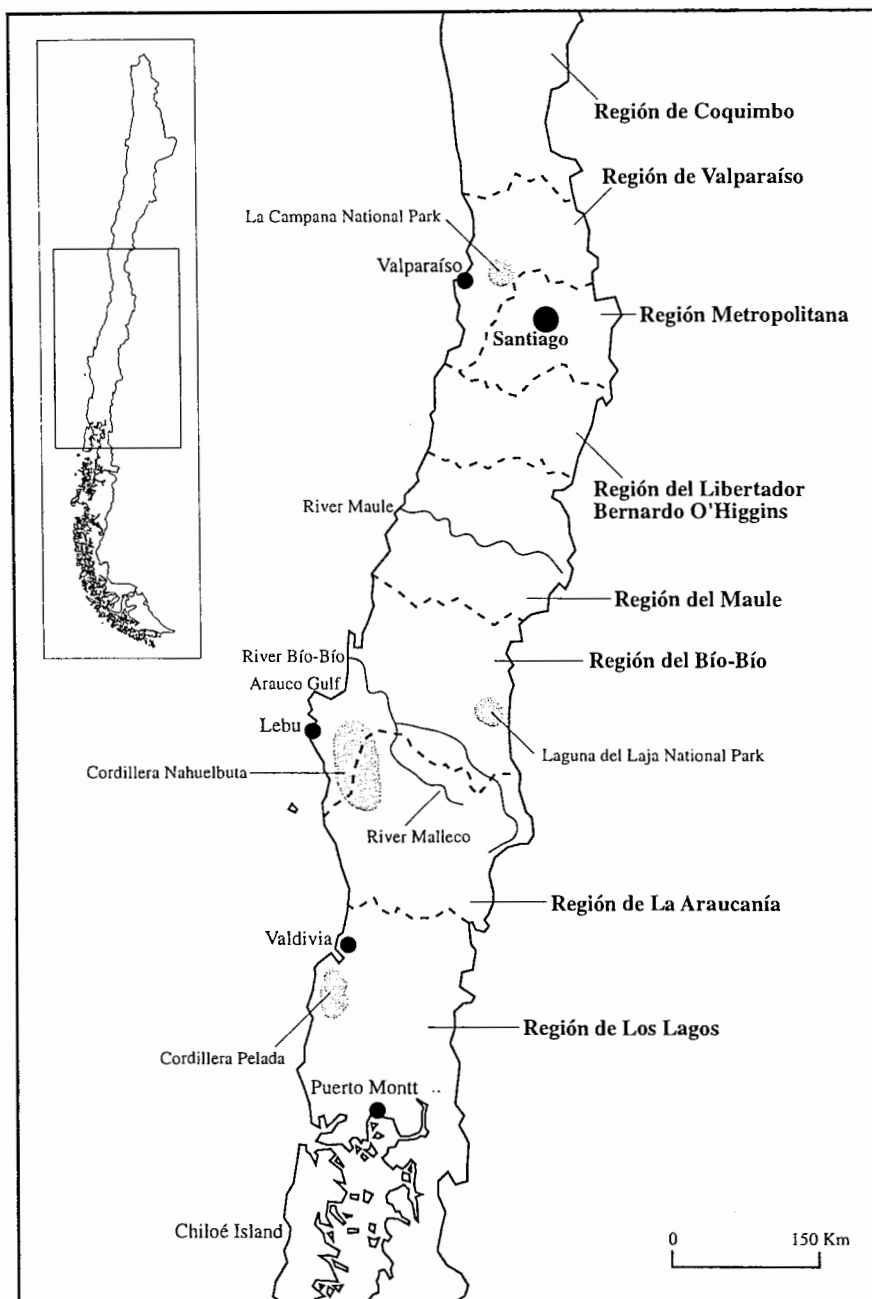 Región de Coquimbo
Región de Valparaíso
La Campana National Park
Valparaíso
Región Metropolitana
Santiago
Región del Libertador
Bernardo O'Higgins
River Maule
Región del Maule
River Bío-Bío
Región del Bío-Bío
Arauco Gulf
Lebu
Laguna del Laja National Park
Cordillera Nahuelbuta
River Malleco
Región de La Araucanía
Valdivia
Región de Los Lagos
Cordillera Pelada
Puerto Montt
Chiloé Island
0 150 Km